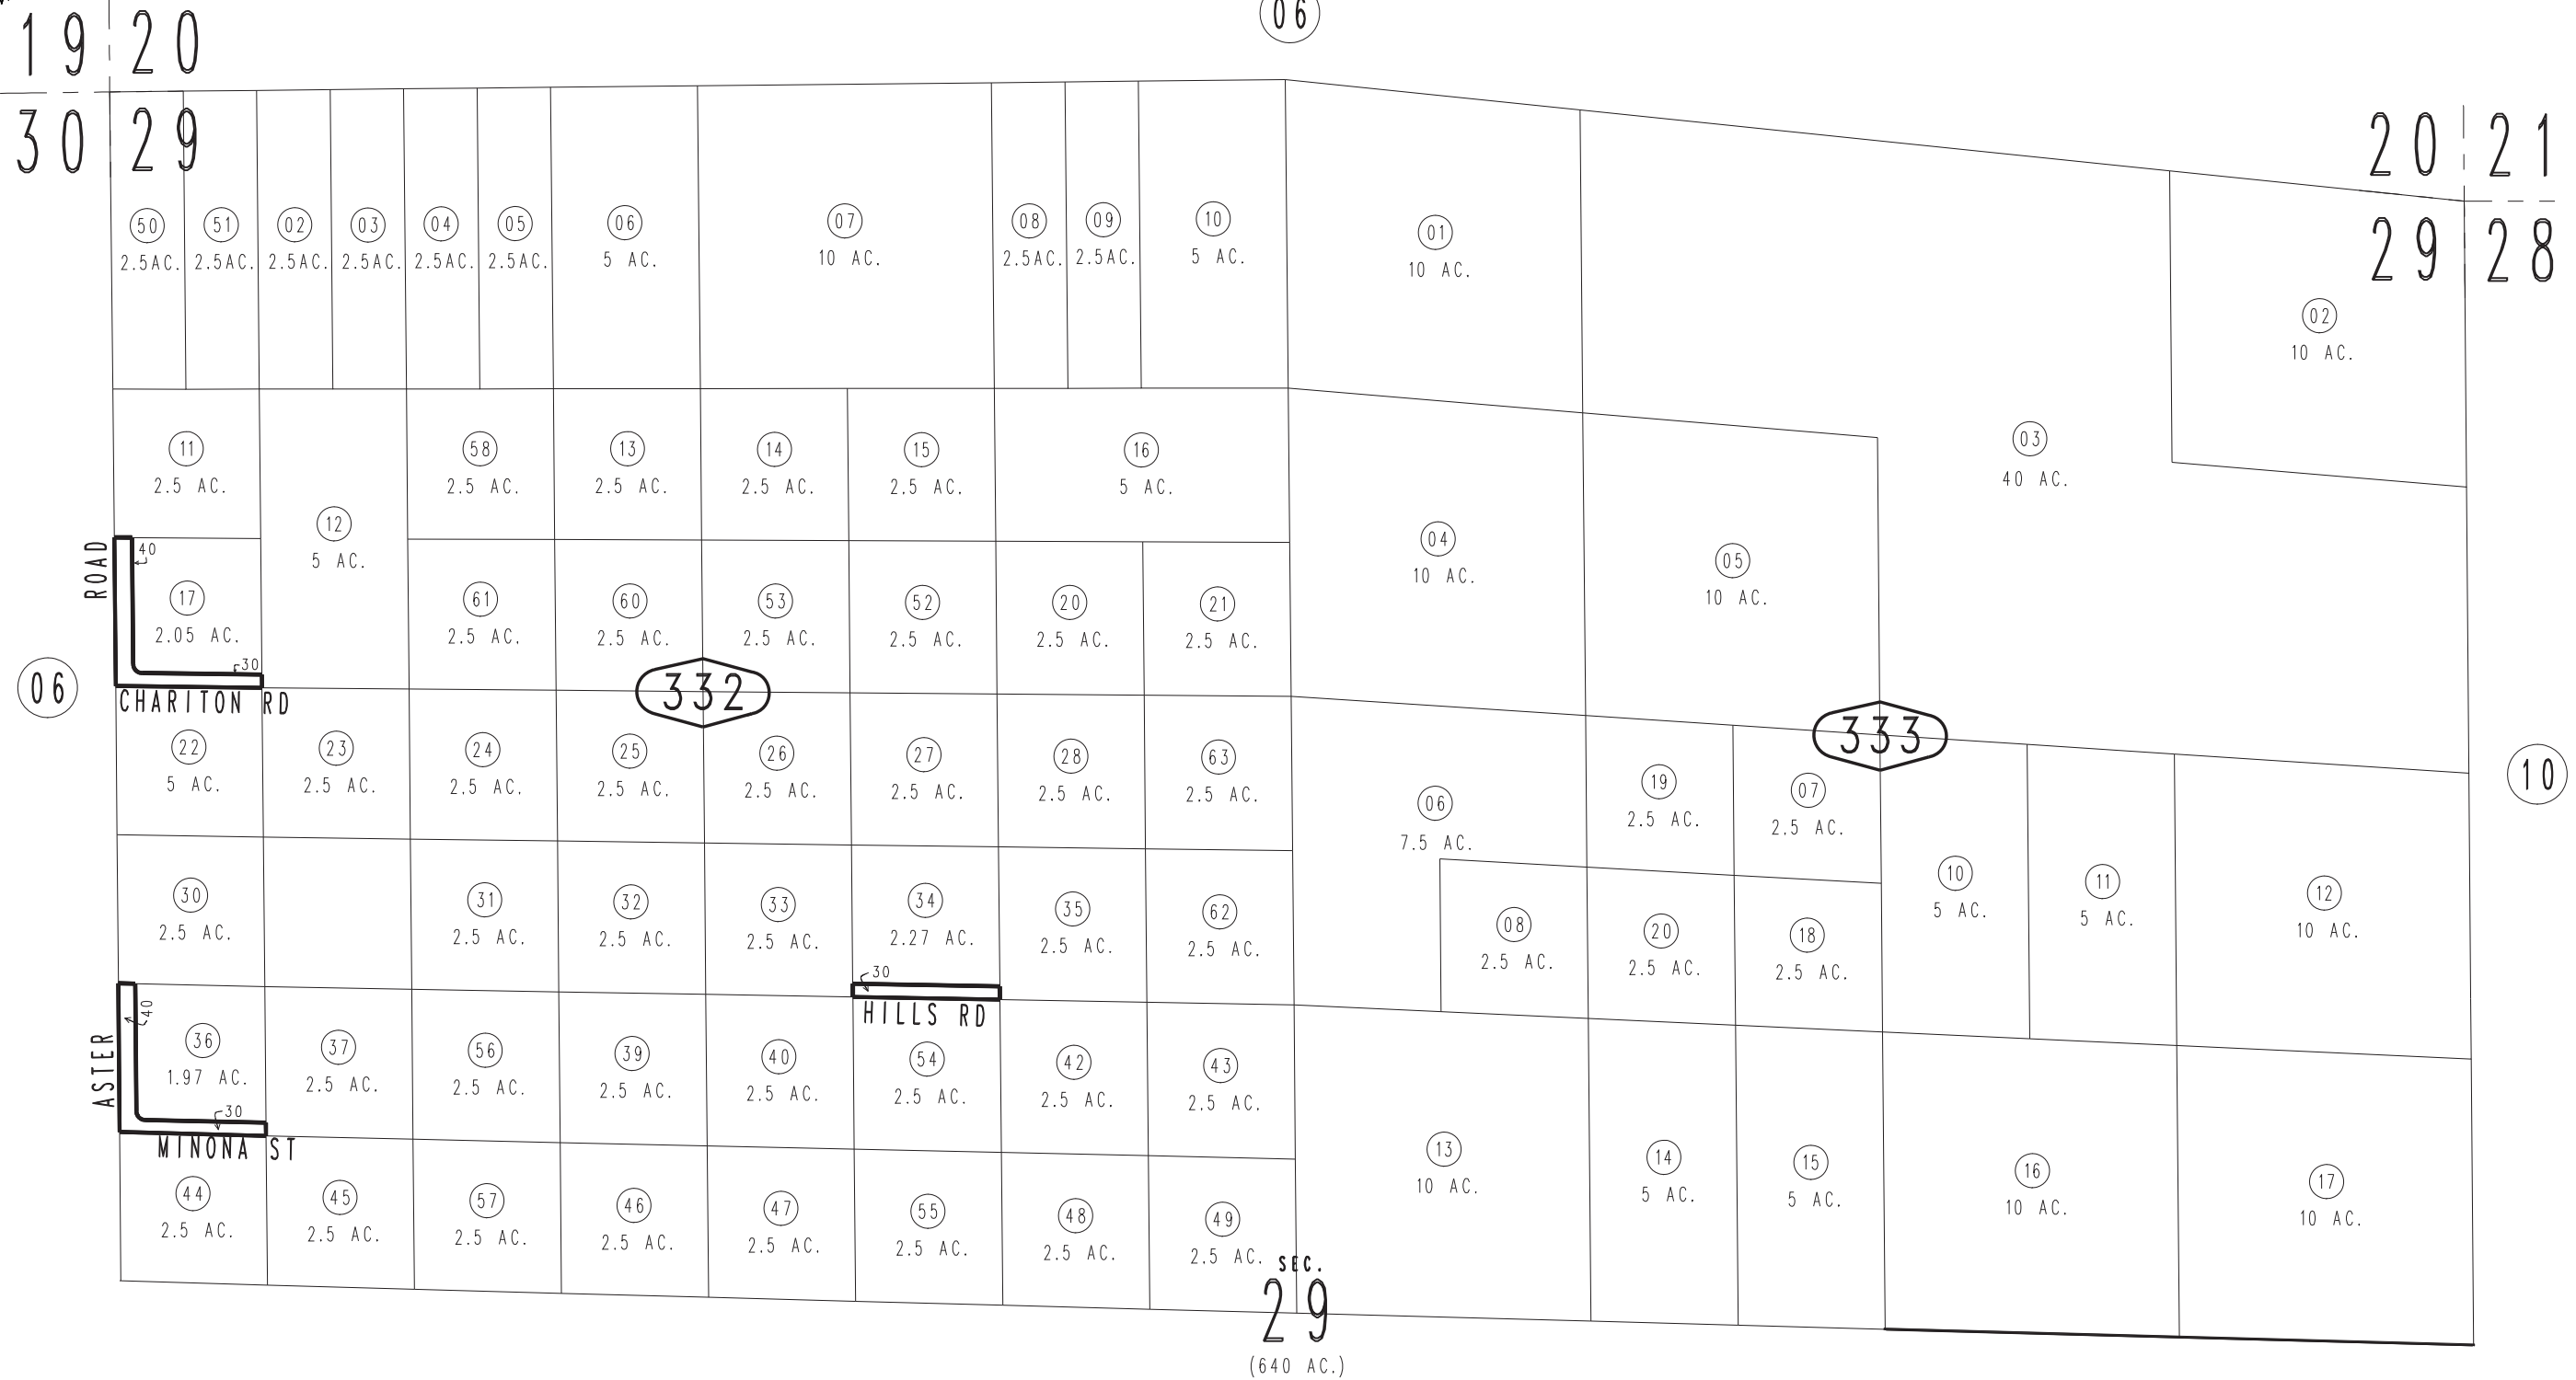 06
19 20
30 29
20 21
29 28
50 51 02 03 04 05 06 07 08 09 10 01
2.5AC. 2.5AC. 2.5AC. 2.5AC. 2.5AC. 2.5AC. 5 AC. 10 AC. 2.5AC. 2.5AC. 5 AC. 10 AC.
02
10 AC.
11 58 13 14 15 16 03
2.5 AC. 2.5 AC. 2.5 AC. 2.5 AC. 2.5 AC. 5 AC. 40 AC.
12 04 05
5 AC. 10 AC. 10 AC.
ROAD
40
17 61 60 53 52 20 21
2.05 AC. 2.5 AC. 2.5 AC. 2.5 AC. 2.5 AC. 2.5 AC. 2.5 AC.
30
06
CHARITON RD
332
333
10
22 23 24 25 26 27 28 63
5 AC. 2.5 AC. 2.5 AC. 2.5 AC. 2.5 AC. 2.5 AC. 2.5 AC. 2.5 AC.
06 19 07
7.5 AC. 2.5 AC. 2.5 AC.
10 11 12
5 AC. 5 AC. 10 AC.
30 31 32 33 34 35 62
2.5 AC. 2.5 AC. 2.5 AC. 2.5 AC. 2.27 AC. 2.5 AC. 2.5 AC.
08 20 18
2.5 AC. 2.5 AC. 2.5 AC.
30
HILLS RD
40
ASTER
36 37 56 39 40 54 42 43
1.97 AC. 2.5 AC. 2.5 AC. 2.5 AC. 2.5 AC. 2.5 AC. 2.5 AC. 2.5 AC.
30
MINONA ST
13 14 15 16 17
10 AC. 5 AC. 5 AC. 10 AC. 10 AC.
44 45 57 46 47 55 48 49
2.5 AC. 2.5 AC. 2.5 AC. 2.5 AC. 2.5 AC. 2.5 AC. 2.5 AC. 2.5 AC.
SEC.
29
(640 AC.)